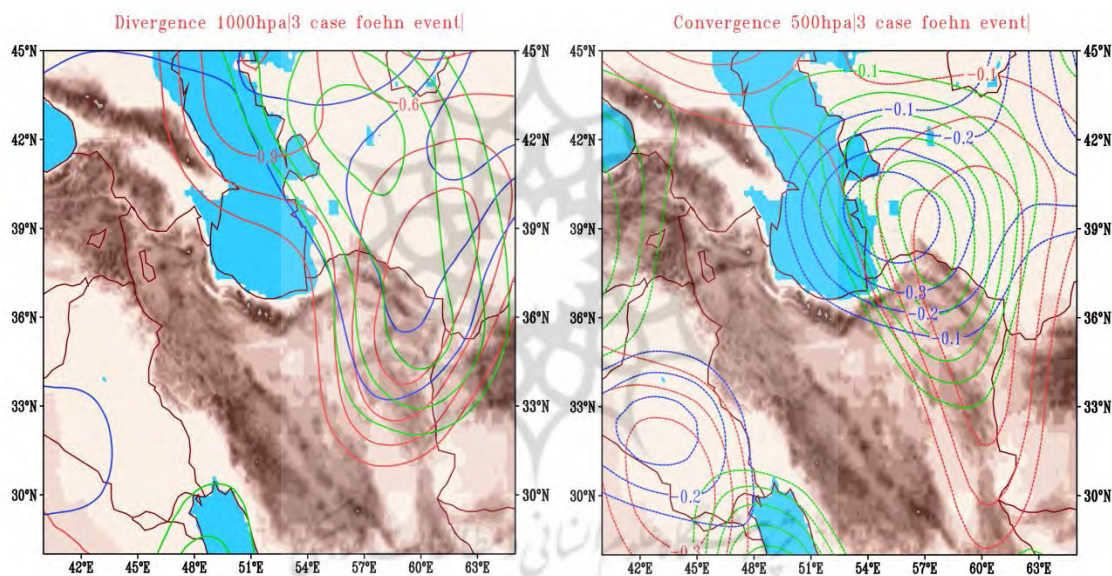 Divergence 1000hpa|3 case foehn event|
45°N
42°N
39°N
36°N
33°N
30°N
42°E 45°E 48°E 51°E 54°E 57°E 60°E 63°E
0.6
0.9
Convergence 500hpa|3 case foehn event|
45°N
42°N
39°N
36°N
33°N
30°N
42°E 45°E 48°E 51°E 54°E 57°E 60°E 63°E
-0.1
-0.1
-0.1
-0.2
-0.3
-0.2
-0.1
-0.2
-0.3